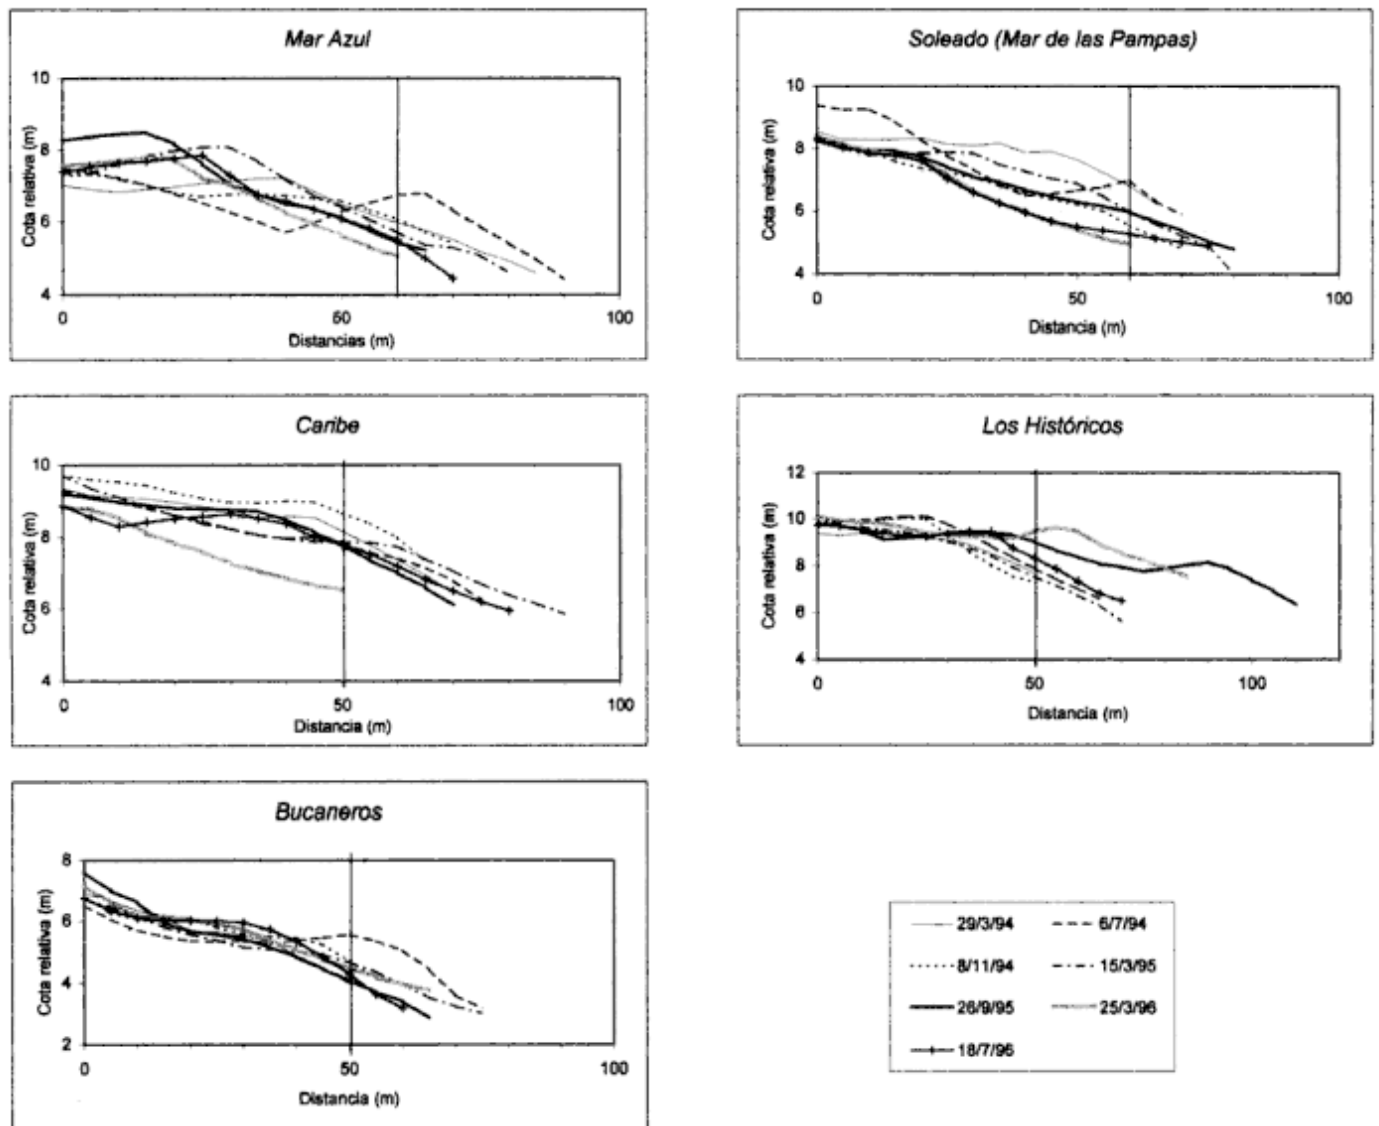 Mar Azul
10
8
6
4
Cota relativa (m)
0
50
100
Distancias (m)
Soleado (Mar de las Pampas)
10
8
6
4
Cota relativa (m)
0
50
100
Distancia (m)
Caribe
10
8
6
4
Cota relativa (m)
0
50
100
Distancia (m)
Los Históricos
12
10
8
6
4
Cota relativa (m)
0
50
100
Distancia (m)
Bucaneros
8
6
4
2
Cota relativa (m)
0
50
100
Distancia (m)
29/3/94
6/7/94
8/11/94
15/3/95
26/9/95
25/3/96
18/7/96